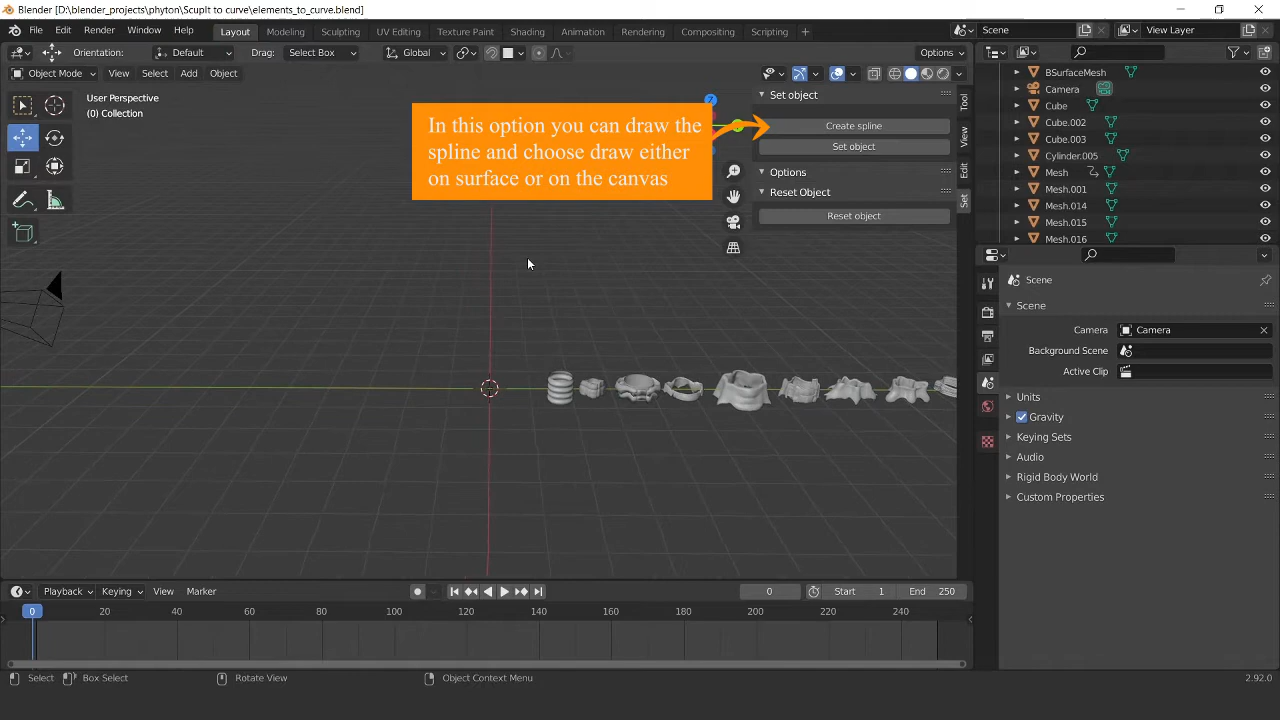 Blender [D:\blender_projects\phyton\Scuplt to curve\elements_to_curve.blend]
File Edit Render Window Help
Layout Modeling Sculpting UV Editing Texture Paint Shading Animation Rendering Compositing Scripting +
Scene
View Layer
Orientation: Default Drag: Select Box Global Options
Object Mode View Select Add Object
User Perspective
(0) Collection
In this option you can draw the
spline and choose draw either
on surface or on the canvas
Z
Set object
Create spline
Set object
Options
Reset Object
Reset object
Tool
View
Edit
Set
BSurfaceMesh
Camera
Cube
Cube.002
Cube.003
Cylinder.005
Mesh
Mesh.001
Mesh.014
Mesh.015
Mesh.016
Scene
Scene
Camera Camera
Background Scene
Active Clip
Units
Gravity
Keying Sets
Audio
Rigid Body World
Custom Properties
Playback Keying View Marker
0 Start 1 End 250
0 20 40 60 80 100 120 140 160 180 200 220 240
Select Box Select Rotate View Object Context Menu 2.92.0